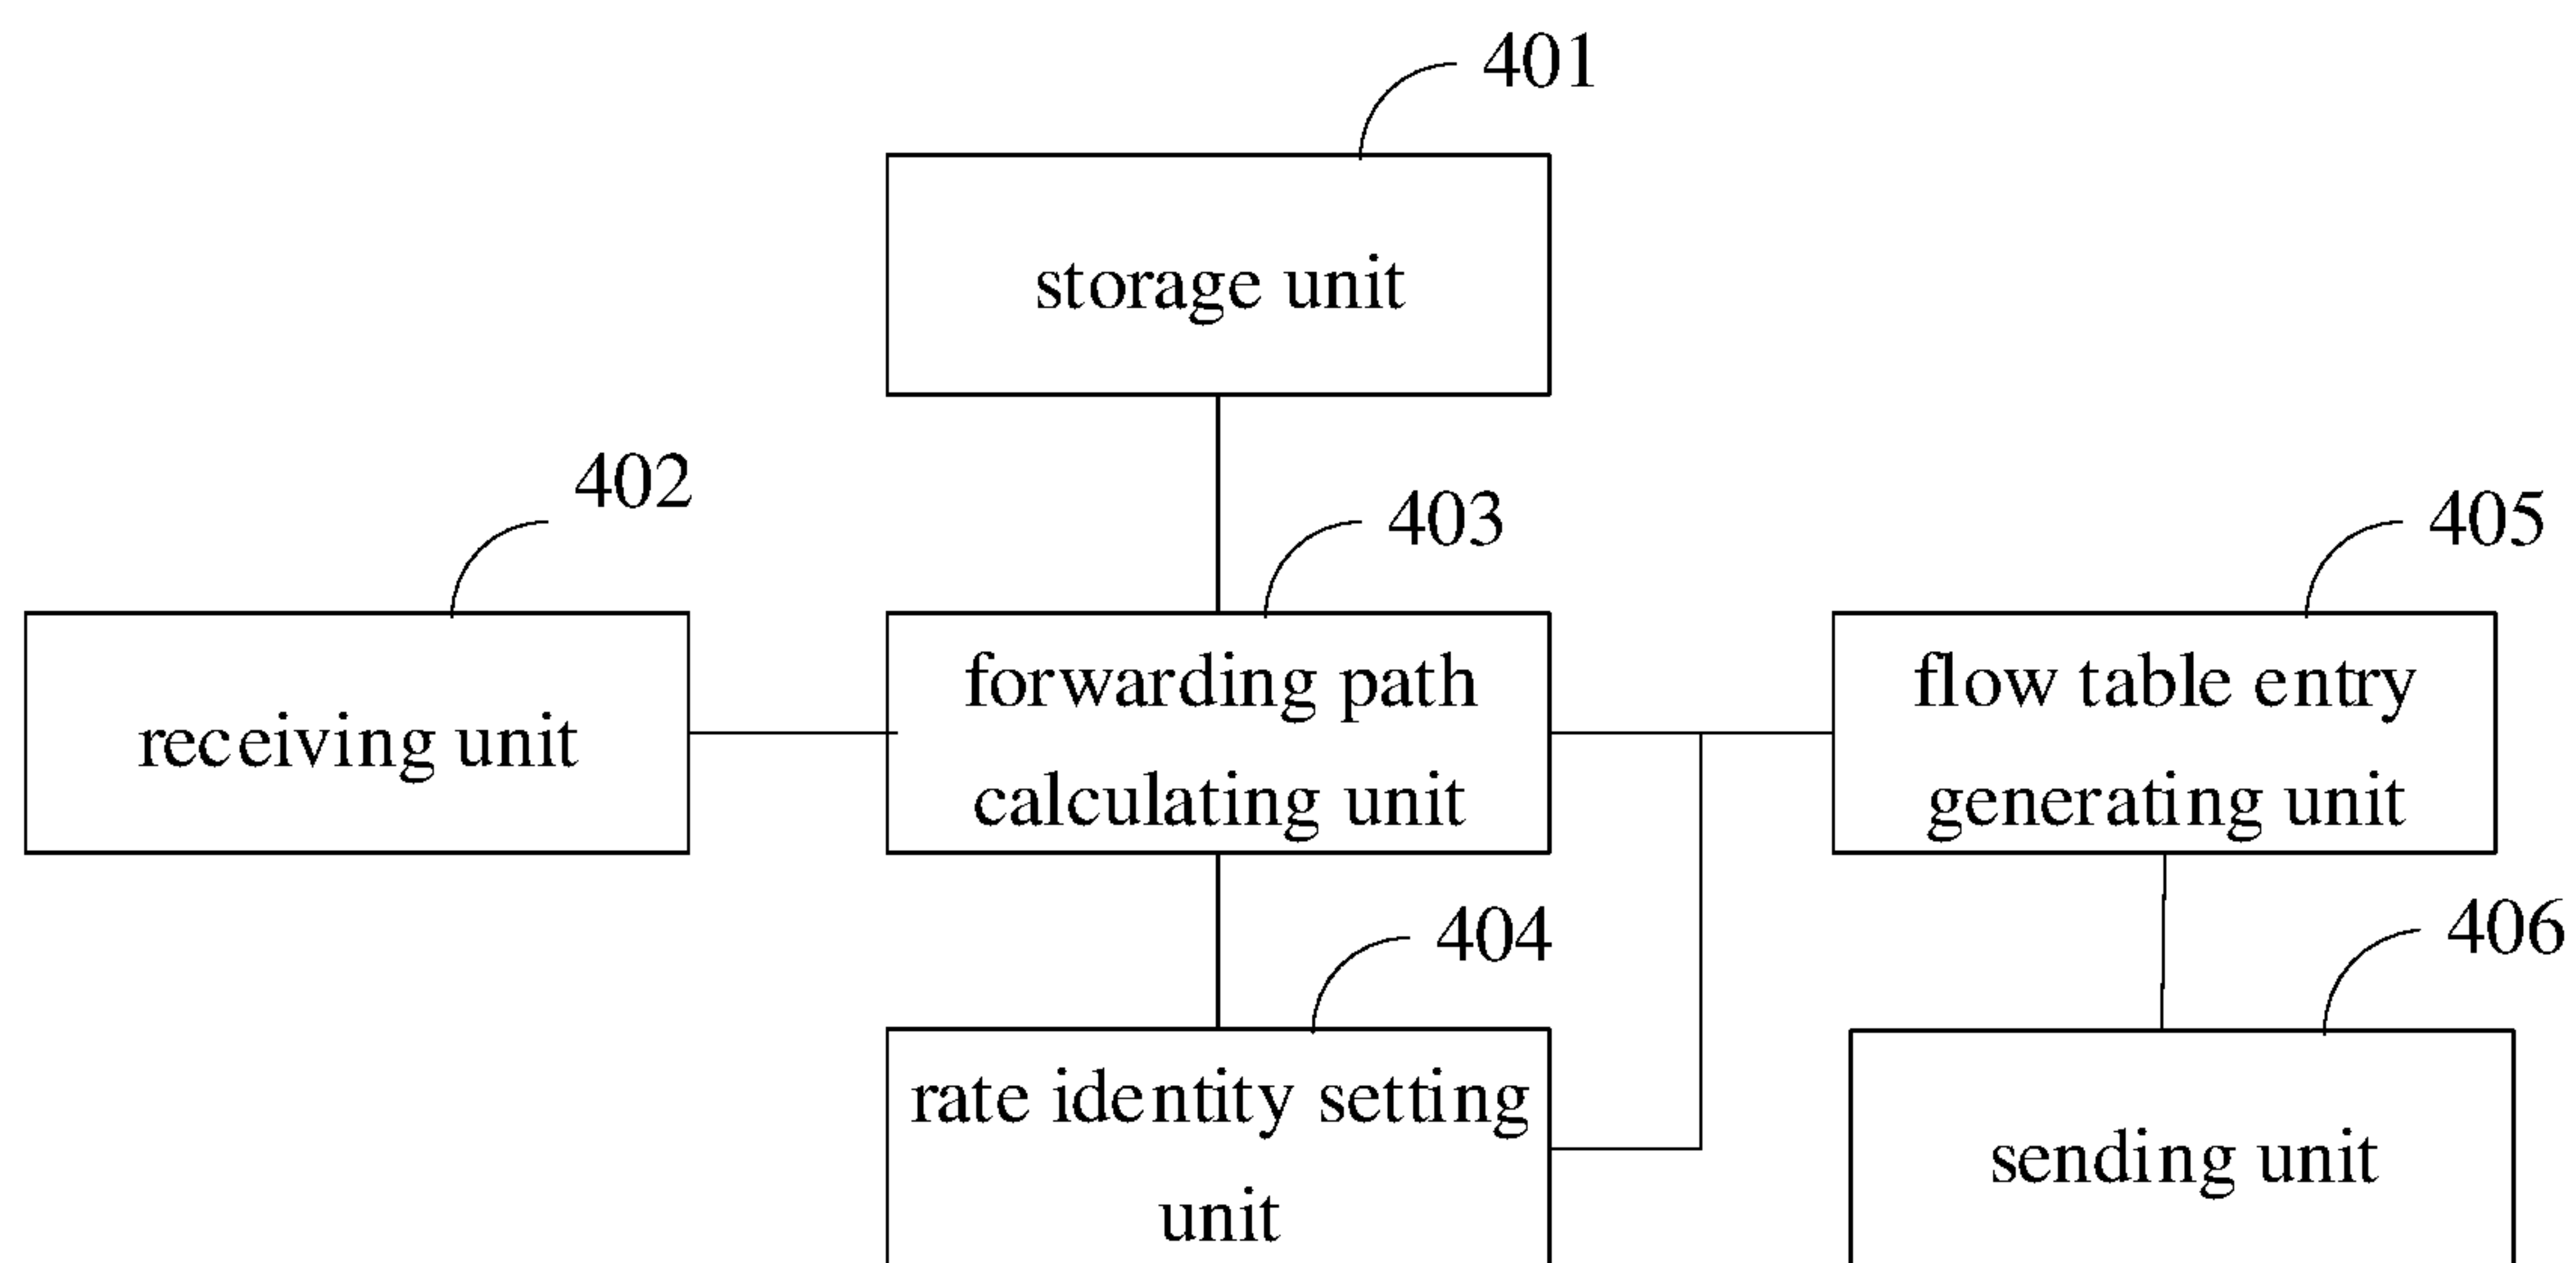 401
storage unit
402
403
405
receiving unit
forwarding path
calculating unit
flow table entry
generating unit
404
406
rate identity setting
unit
sending unit